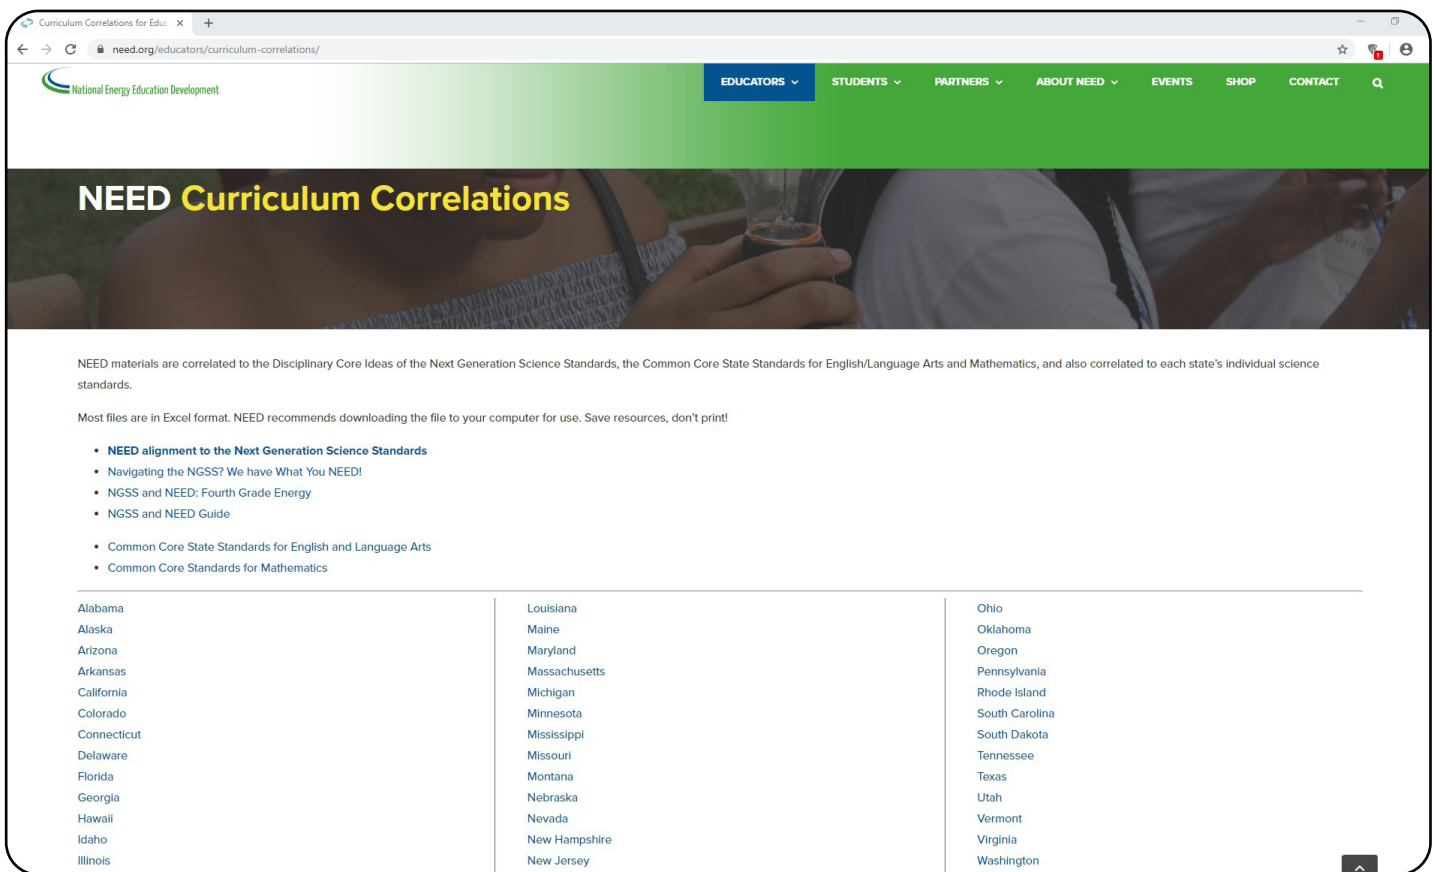 Curriculum Correlations for Educ
need.org/educators/curriculum-correlations/
National Energy Education Development
EDUCATORS
STUDENTS
PARTNERS
ABOUT NEED
EVENTS
SHOP
CONTACT
NEED Curriculum Correlations
NEED materials are correlated to the Disciplinary Core Ideas of the Next Generation Science Standards, the Common Core State Standards for English/Language Arts and Mathematics, and also correlated to each state's individual science
standards.
Most files are in Excel format. NEED recommends downloading the file to your computer for use. Save resources, don't print!
• NEED alignment to the Next Generation Science Standards
• Navigating the NGSS? We have What You NEED!
• NGSS and NEED: Fourth Grade Energy
• NGSS and NEED Guide
• Common Core State Standards for English and Language Arts
• Common Core Standards for Mathematics
Alabama
Alaska
Arizona
Arkansas
California
Colorado
Connecticut
Delaware
Florida
Georgia
Hawaii
Idaho
Illinois
Louisiana
Maine
Maryland
Massachusetts
Michigan
Minnesota
Mississippi
Missouri
Montana
Nebraska
Nevada
New Hampshire
New Jersey
Ohio
Oklahoma
Oregon
Pennsylvania
Rhode Island
South Carolina
South Dakota
Tennessee
Texas
Utah
Vermont
Virginia
Washington